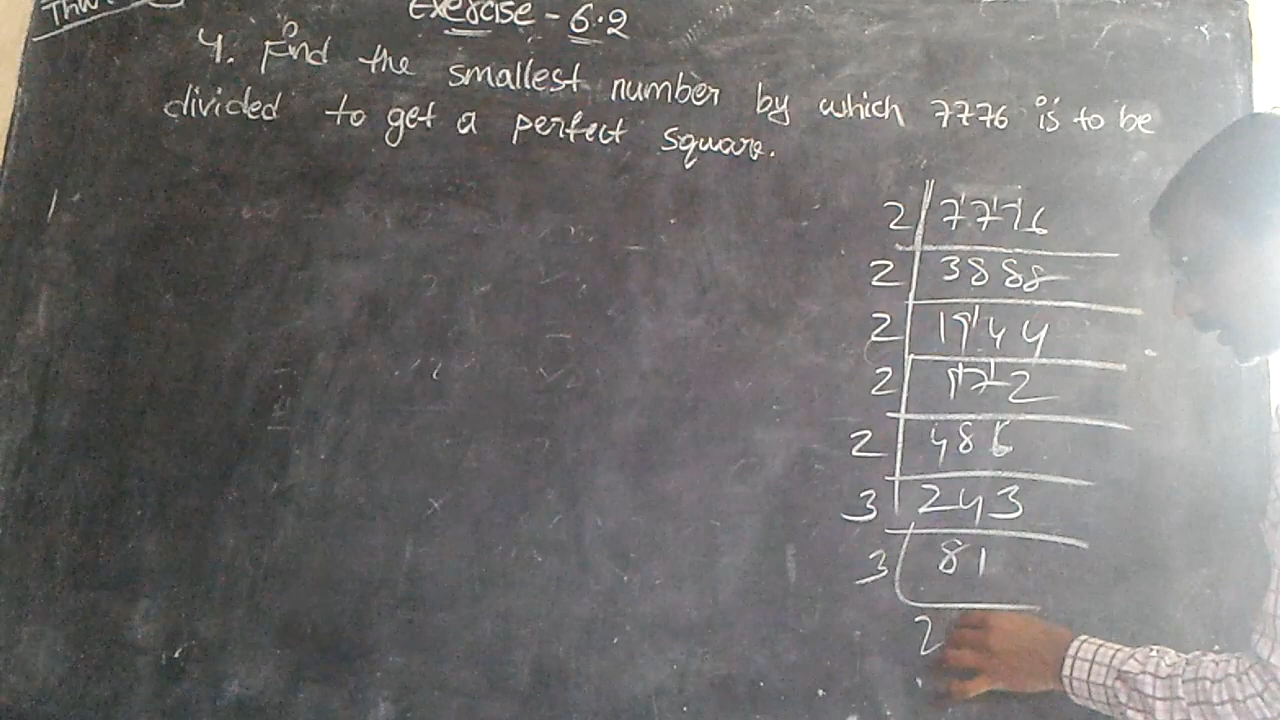 Thu
Exercise - 6.2
4. Find the smallest number by which 7776 is to be
divided to get a perfect square.
2 7776
2 3888
2 1944
2 972
2 486
3 243
3 81
2